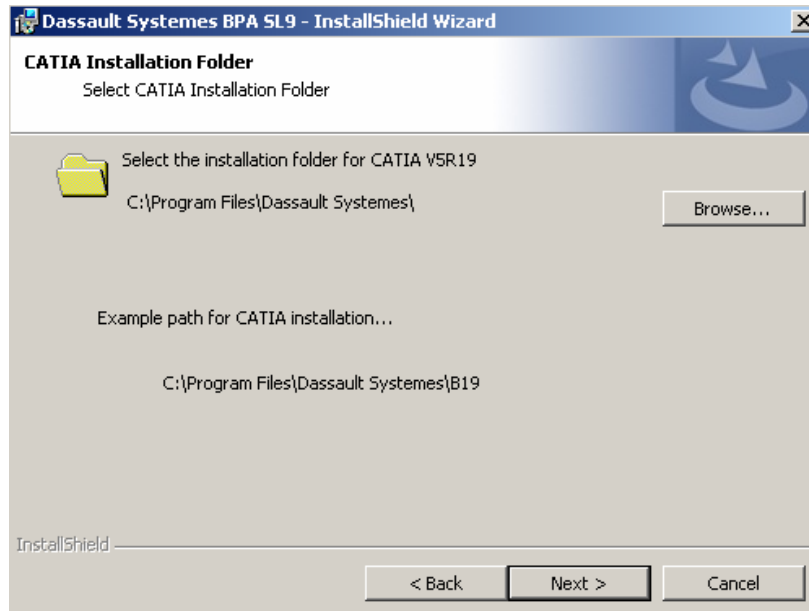 Dassault Systemes BPA SL9 - InstallShield Wizard
CATIA Installation Folder
Select CATIA Installation Folder
Select the installation folder for CATIA V5R19
C:\Program Files\Dassault Systemes\
Browse...
Example path for CATIA installation...
C:\Program Files\Dassault Systemes\B19
InstallShield
< Back
Next >
Cancel